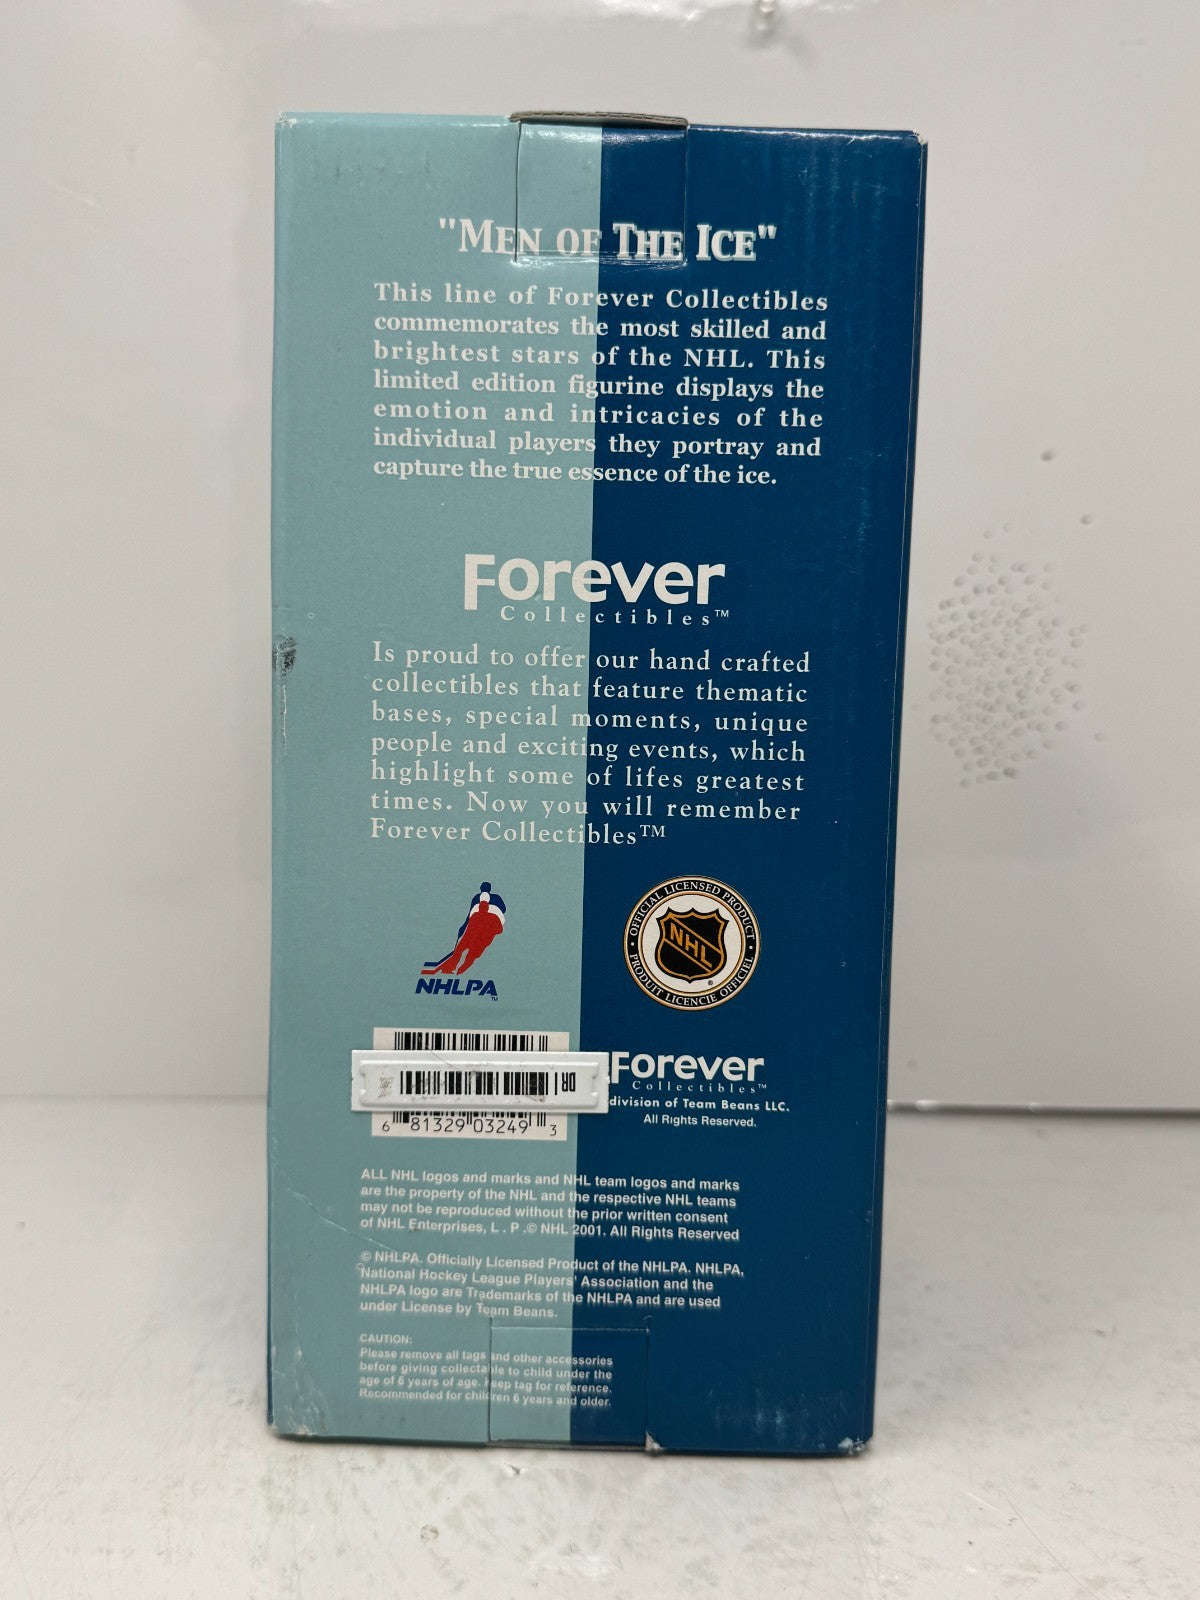 "MEN OF THE ICE"
This line of Forever Collectibles
commemorates the most skilled and
brightest stars of the NHL. This
limited edition figurine displays the
emotion and intricacies of the
individual players they portray and
capture the true essence of the ice.
Forever
Collectibles™
Is proud to offer our hand crafted
collectibles that feature thematic
bases, special moments, unique
people and exciting events, which
highlight some of lifes greatest
times. Now you will remember
Forever Collectibles™
NHLPA™
OFFICIAL LICENSED PRODUCT
NHL®
PRODUIT LICENCIE OFFICIEL
DR
6 81329 03249 3
Forever
Collectibles™
division of Team Beans LLC.
All Rights Reserved.
ALL NHL logos and marks and NHL team logos and marks
are the property of the NHL and the respective NHL teams
may not be reproduced without the prior written consent
of NHL Enterprises, L . P .© NHL 2001. All Rights Reserved
© NHLPA. Officially Licensed Product of the NHLPA. NHLPA,
National Hockey League Players' Association and the
NHLPA logo are Trademarks of the NHLPA and are used
under License by Team Beans.
CAUTION:
Please remove all tags and other accessories
before giving collectable to child under the
age of 6 years of age. Keep tag for reference.
Recommended for children 6 years and older.